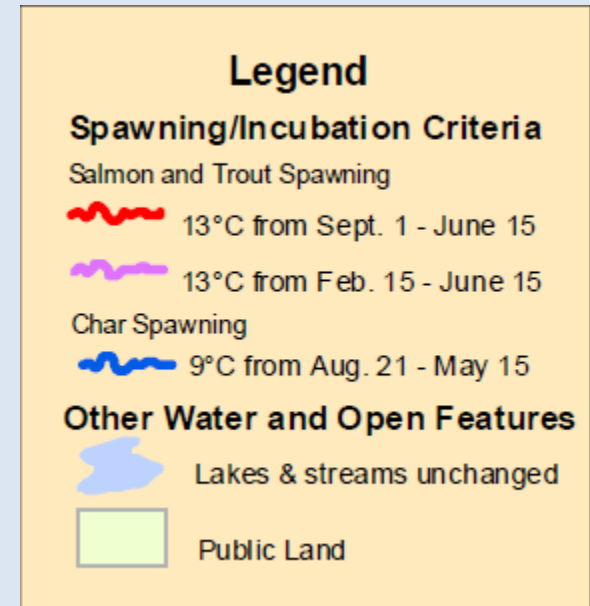 Legend
Spawning/Incubation Criteria
Salmon and Trout Spawning
13°C from Sept. 1 - June 15
13°C from Feb. 15 - June 15
Char Spawning
9°C from Aug. 21 - May 15
Other Water and Open Features
Lakes & streams unchanged
Public Land